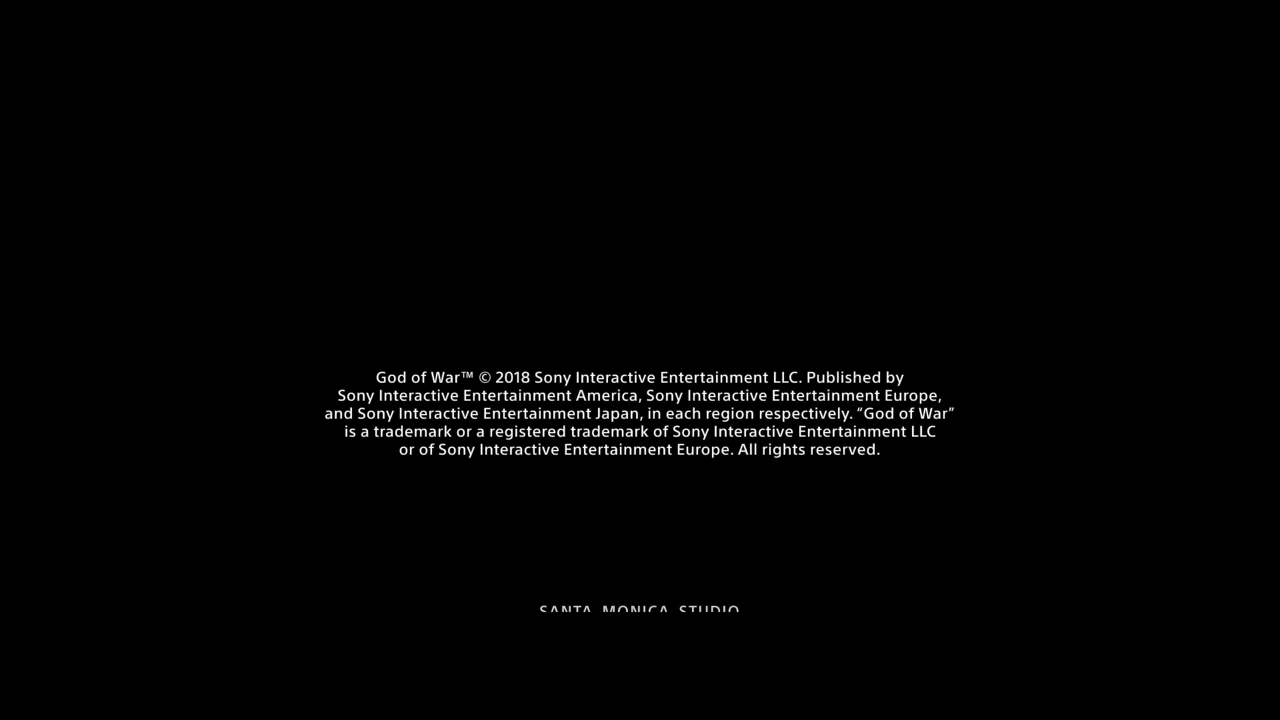 God of War™ © 2018 Sony Interactive Entertainment LLC. Published by
Sony Interactive Entertainment America, Sony Interactive Entertainment Europe,
and Sony Interactive Entertainment Japan, in each region respectively. “God of War”
is a trademark or a registered trademark of Sony Interactive Entertainment LLC
or of Sony Interactive Entertainment Europe. All rights reserved.
SANTA MONICA STUDIO